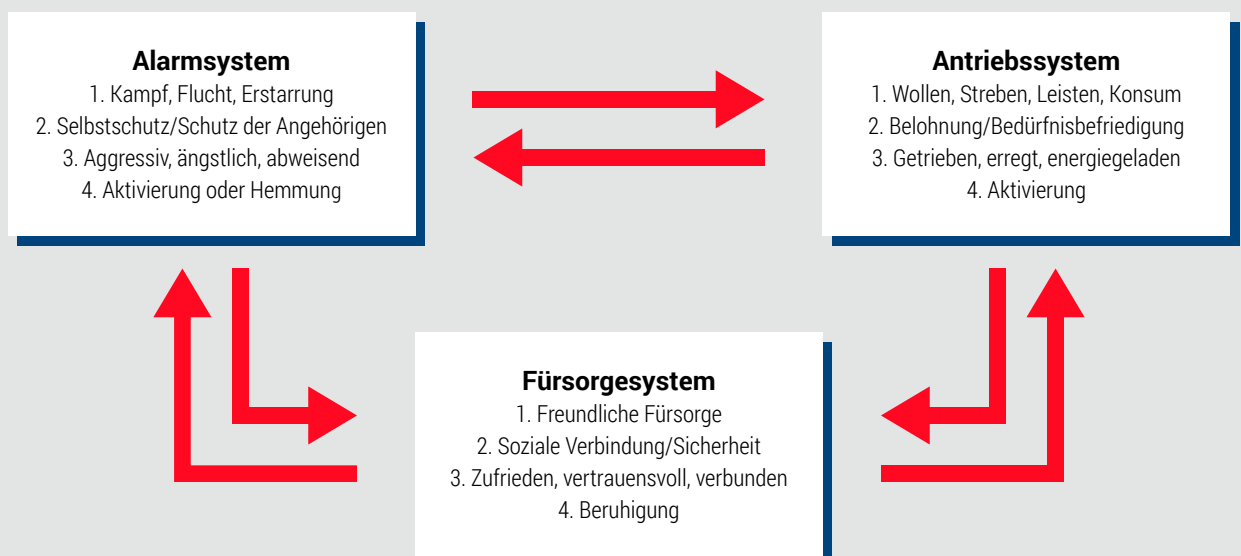 Alarmsystem
1. Kampf, Flucht, Erstarrung
2. Selbstschutz/Schutz der Angehörigen
3. Aggressiv, ängstlich, abweisend
4. Aktivierung oder Hemmung
Antriebssystem
1. Wollen, Streben, Leisten, Konsum
2. Belohnung/Bedürfnisbefriedigung
3. Getrieben, erregt, energiegeladen
4. Aktivierung
Fürsorgesystem
1. Freundliche Fürsorge
2. Soziale Verbindung/Sicherheit
3. Zufrieden, vertrauensvoll, verbunden
4. Beruhigung